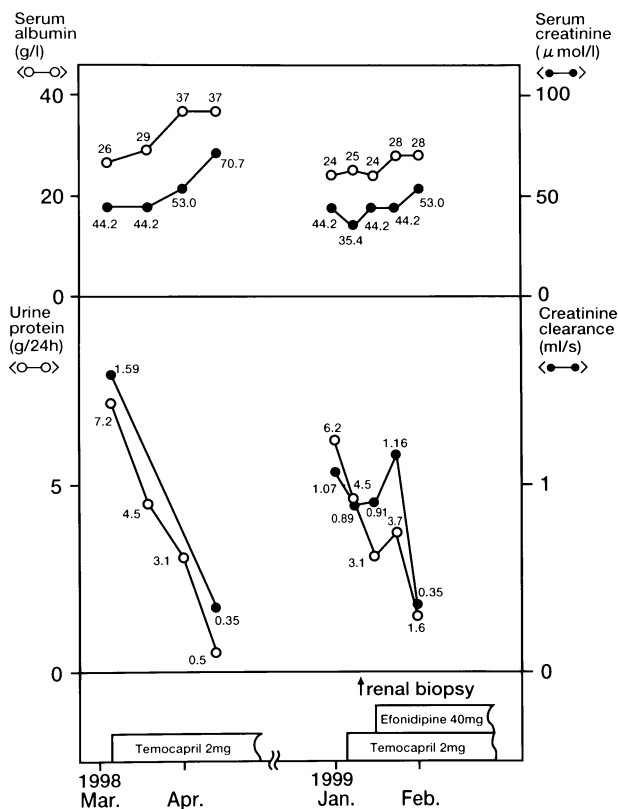 Serum
albumin
(g/l)
Serum
creatinine
(μ mol/l)
40
20
0
100
50
0
26
29
37
37
44.2
44.2
53.0
70.7
24
25
24
28
28
44.2
35.4
44.2
44.2
53.0
Urine
protein
(g/24h)
Creatinine
clearance
(ml/s)
5
0
1
0
1.59
7.2
4.5
3.1
0.35
0.5
6.2
1.07
4.5
0.89
0.91
3.1
1.16
3.7
0.35
1.6
renal biopsy
Efonidipine 40mg
Temocapril 2mg
Temocapril 2mg
1998
Mar.
Apr.
1999
Jan.
Feb.